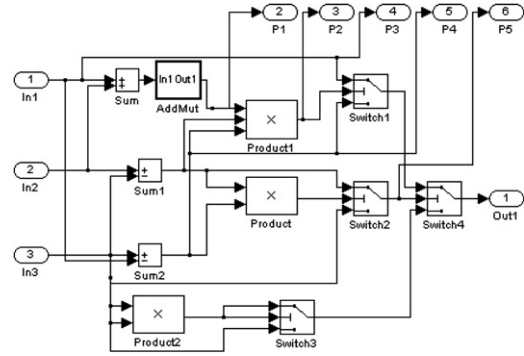 2 3 4 5 6
P1 P2 P3 P4 P5
1
In1
Sum
In1 Out1
AddMut
×
Product1
Switch1
2
In2
Sum1
×
Product
Switch2
Switch4
1
Out1
3
In3
Sum2
×
Product2
Switch3